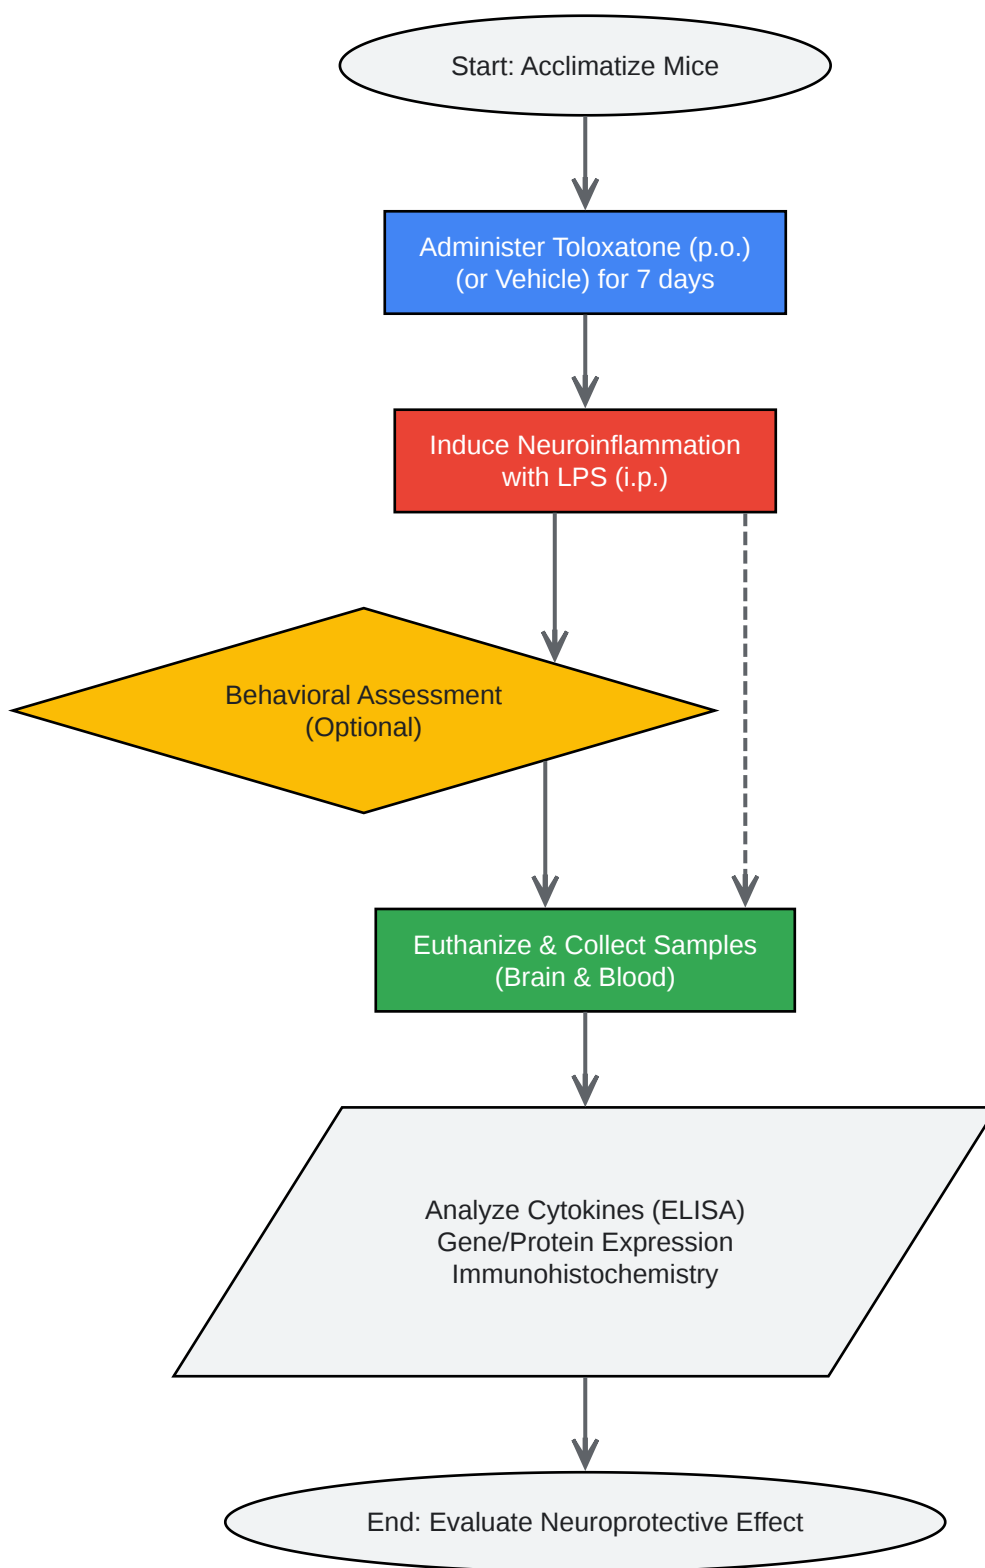 Start: Acclimatize Mice
Administer Toloxatone (p.o.)
(or Vehicle) for 7 days
Induce Neuroinflammation
with LPS (i.p.)
Behavioral Assessment
(Optional)
Euthanize & Collect Samples
(Brain & Blood)
Analyze Cytokines (ELISA)
Gene/Protein Expression
Immunohistochemistry
End: Evaluate Neuroprotective Effect